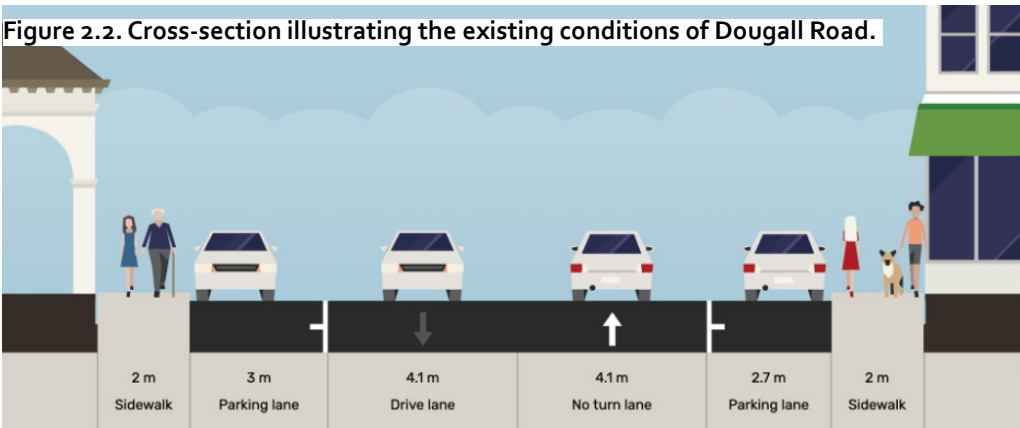 Figure 2.2. Cross-section illustrating the existing conditions of Dougall Road.
2 m
Sidewalk
3 m
Parking lane
4.1 m
Drive lane
4.1 m
No turn lane
2.7 m
Parking lane
2 m
Sidewalk